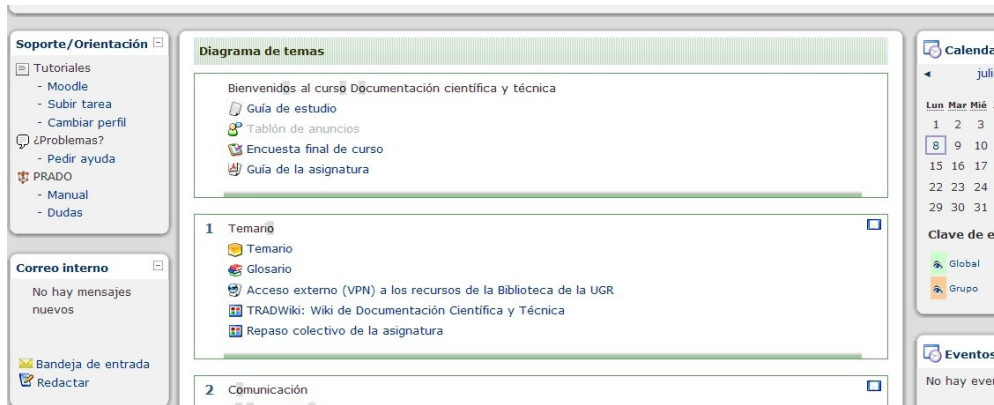 Soporte/Orientación
Tutoriales
- Moodle
- Subir tarea
- Cambiar perfil
¿Problemas?
- Pedir ayuda
PRADO
- Manual
- Dudas
Correo interno
No hay mensajes
nuevos
Bandeja de entrada
Redactar
Diagrama de temas
Bienvenidos al curso Documentación científica y técnica
Guía de estudio
Tablón de anuncios
Encuesta final de curso
Guía de la asignatura
1 Temario
Temario
Glosario
Acceso externo (VPN) a los recursos de la Biblioteca de la UGR
TRADWiki: Wiki de Documentación Científica y Técnica
Repaso colectivo de la asignatura
2 Comunicación
Calenda
juli
Lun Mar Mié
1 2 3
8 9 10
15 16 17
22 23 24
29 30 31
Clave de e
Global
Grupo
Eventos
No hay even